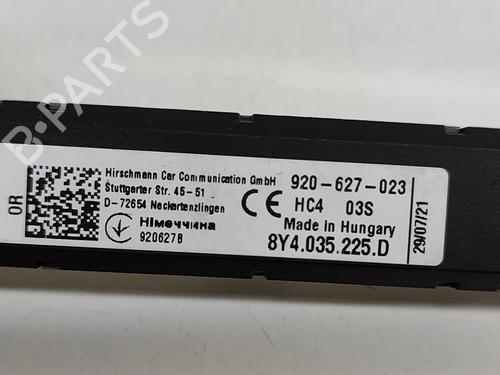 OR
Hirschmann Car Communication GmbH
Stuttgarter Str. 45-51
D-72654 Neckartenzlingen
Німеччина
920627B
CE
920-627-023
HC4 03S
Made in Hungary
8Y4.035.225.D
29/07/21
B-PARTS